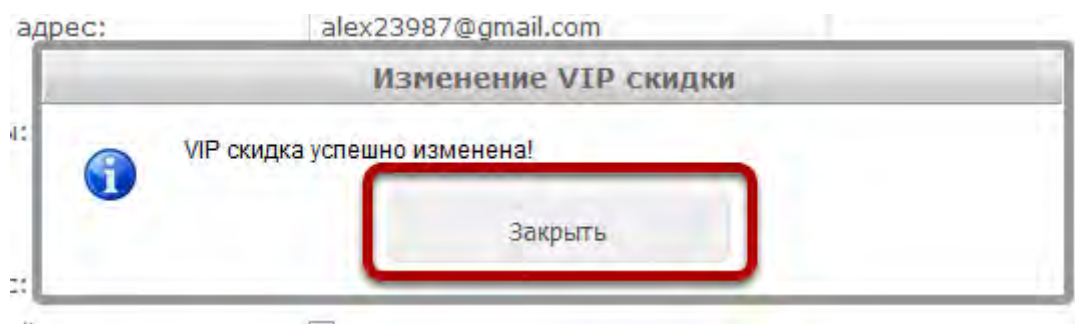 адрес: alex23987@gmail.com
Изменение VIP скидки
VIP скидка успешно изменена!
Закрыть